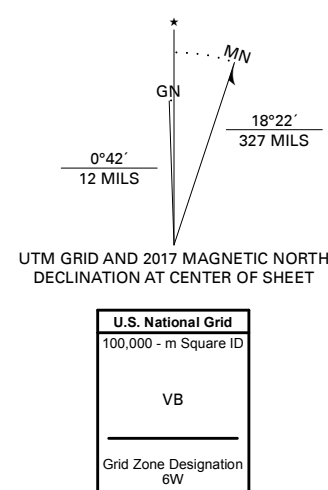 ★
MN
GN
18°22´
327 MILS
0°42´
12 MILS
UTM GRID AND 2017 MAGNETIC NORTH
DECLINATION AT CENTER OF SHEET
U.S. National Grid
100,000 - m Square ID
VB
Grid Zone Designation
6W